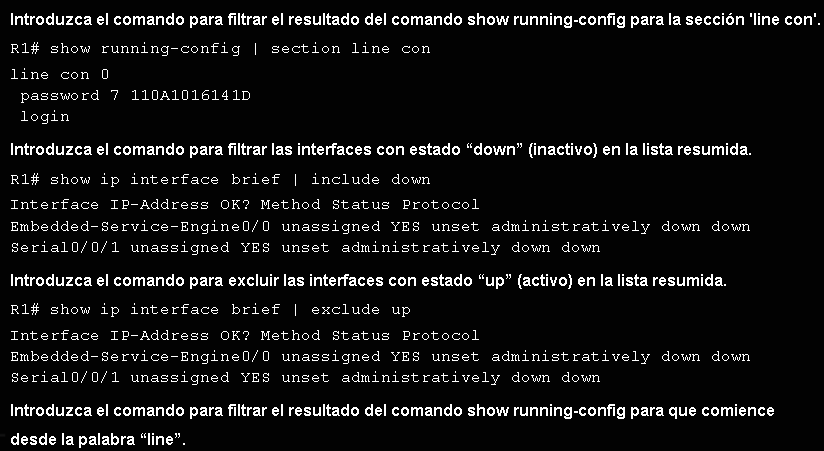 Introduzca el comando para filtrar el resultado del comando show running-config para la sección 'line con'.
R1# show running-config | section line con
line con 0
 password 7 110A1016141D
 login
Introduzca el comando para filtrar las interfaces con estado “down” (inactivo) en la lista resumida.
R1# show ip interface brief | include down
Interface IP-Address OK? Method Status Protocol
Embedded-Service-Engine0/0 unassigned YES unset administratively down down
Serial0/0/1 unassigned YES unset administratively down down
Introduzca el comando para excluir las interfaces con estado “up” (activo) en la lista resumida.
R1# show ip interface brief | exclude up
Interface IP-Address OK? Method Status Protocol
Embedded-Service-Engine0/0 unassigned YES unset administratively down down
Serial0/0/1 unassigned YES unset administratively down down
Introduzca el comando para filtrar el resultado del comando show running-config para que comience
desde la palabra “line”.